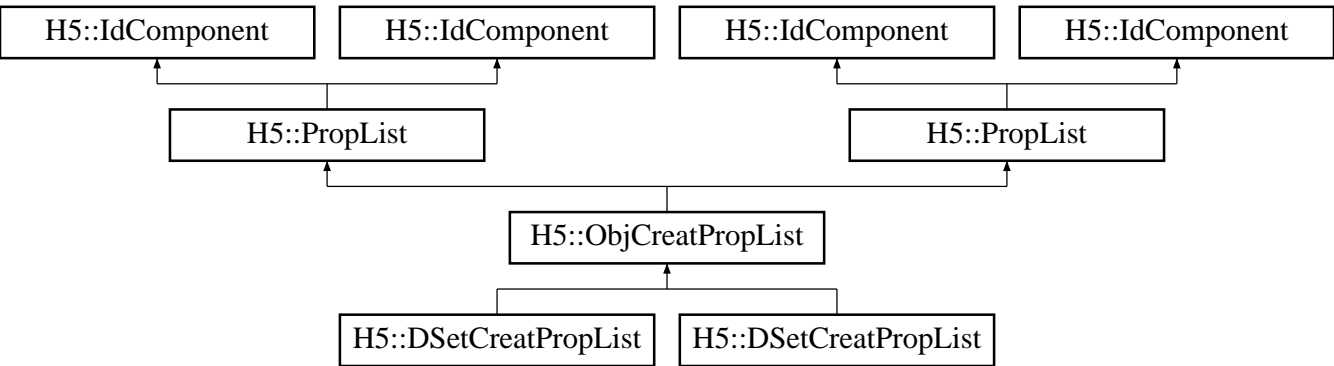 H5::IdComponent
H5::IdComponent
H5::IdComponent
H5::IdComponent
H5::PropList
H5::PropList
H5::ObjCreatPropList
H5::DSetCreatPropList
H5::DSetCreatPropList